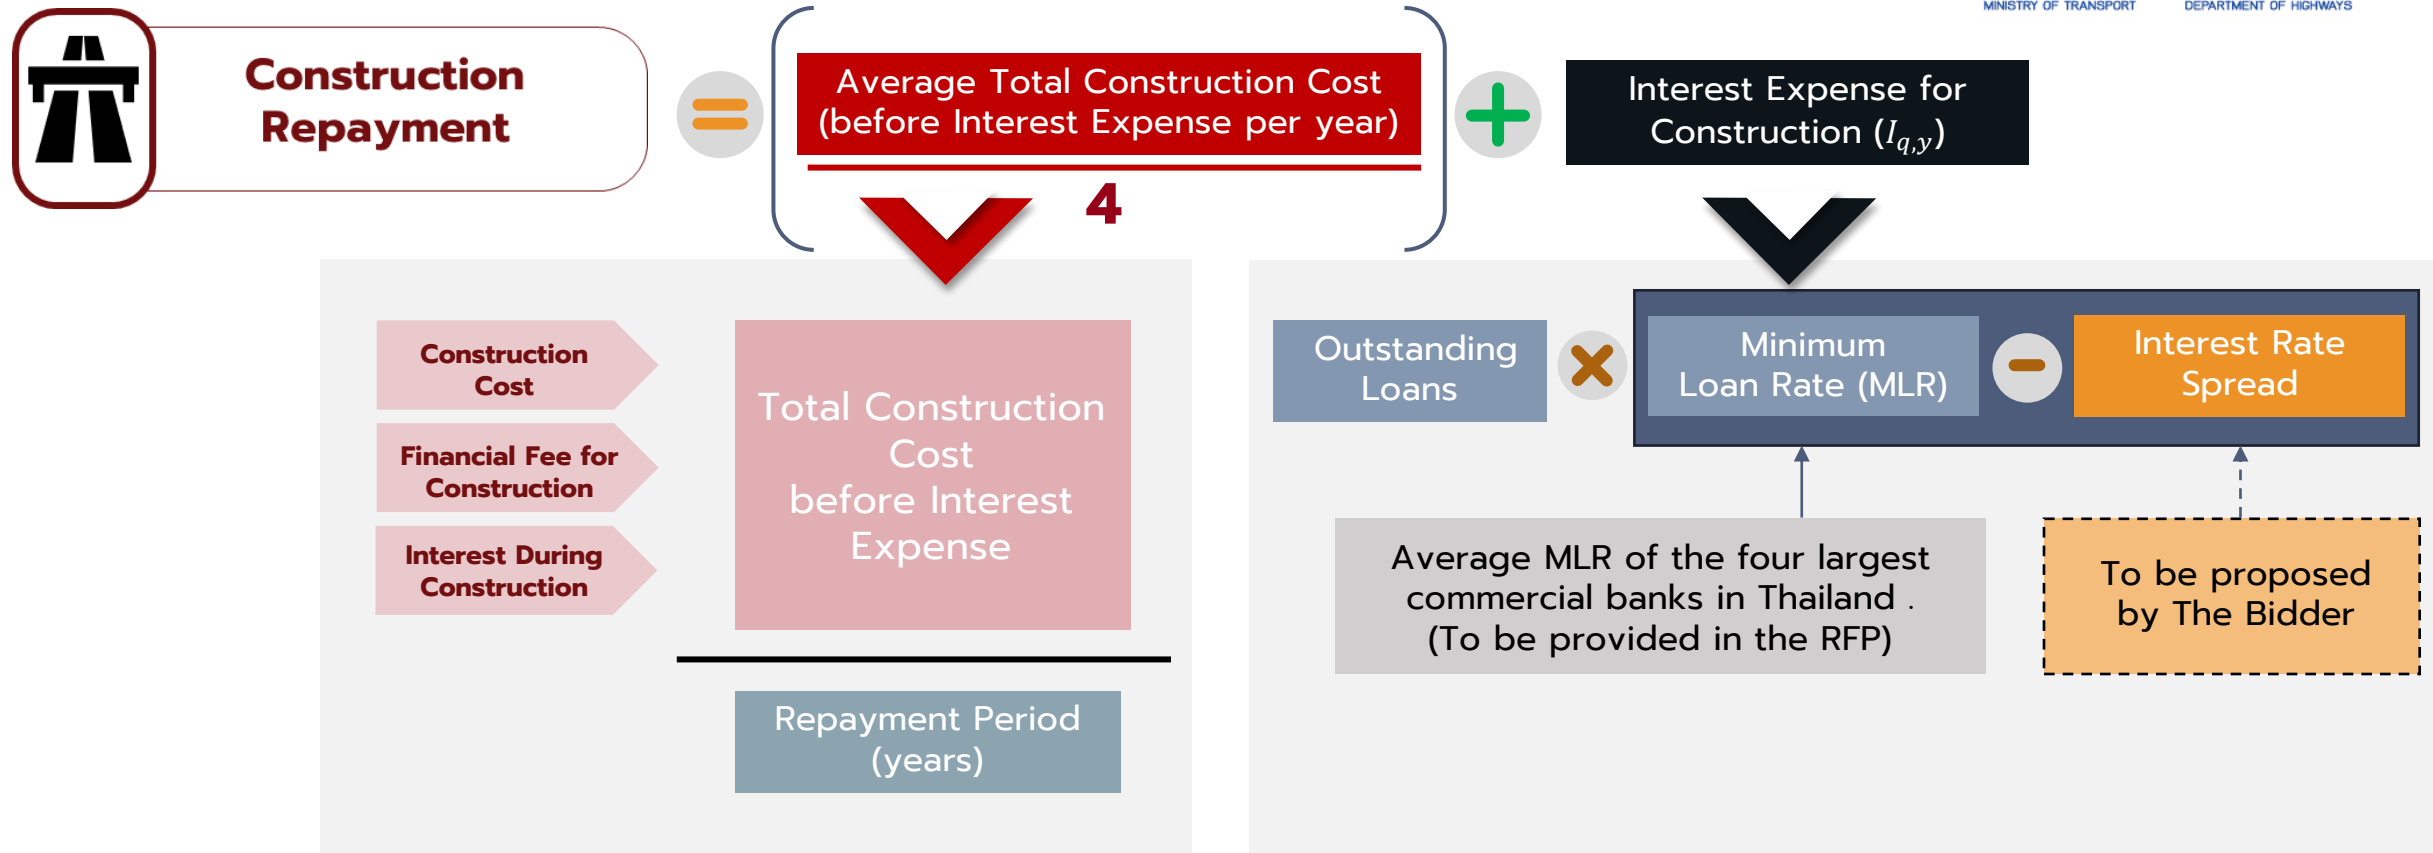 MINISTRY OF TRANSPORT
DEPARTMENT OF HIGHWAYS
Construction
Repayment
=
Average Total Construction Cost
(before Interest Expense per year)
4
+
Interest Expense for
Construction (I_{q,y})
Construction
Cost
Financial Fee for
Construction
Interest During
Construction
Total Construction
Cost
before Interest
Expense
Repayment Period
(years)
Outstanding
Loans
×
Minimum
Loan Rate (MLR)
−
Interest Rate
Spread
Average MLR of the four largest
commercial banks in Thailand .
(To be provided in the RFP)
To be proposed
by The Bidder